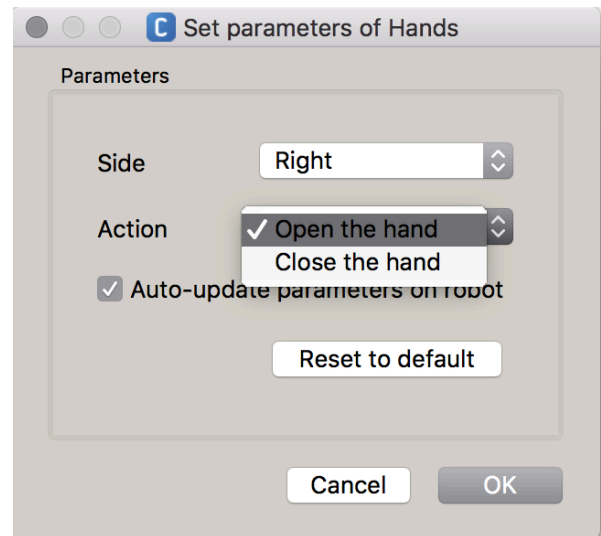 C Set parameters of Hands
Parameters
Side Right
Action ✓ Open the hand
Close the hand
✓ Auto-update parameters on robot
Reset to default
Cancel OK